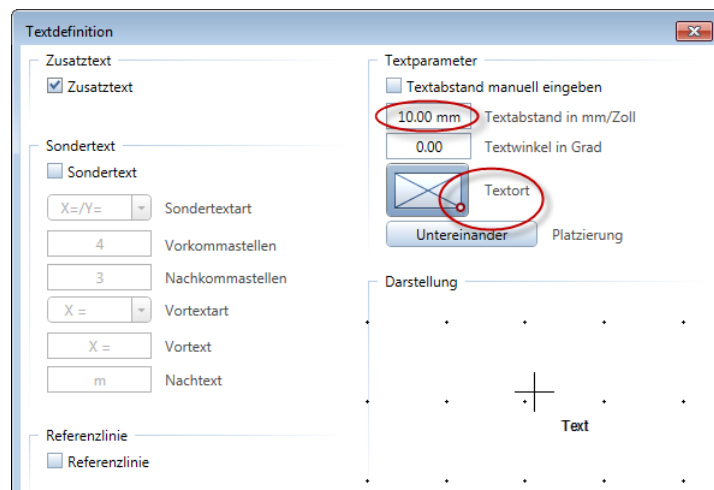 Textdefinition
Zusatztext
Zusatztext
Sondertext
Sondertext
X=/Y= Sondertextart
4 Vorkommastellen
3 Nachkommastellen
X = Vortextart
X = Vortext
m Nachtext
Referenzlinie
Referenzlinie
Textparameter
Textabstand manuell eingeben
10.00 mm Textabstand in mm/Zoll
0.00 Textwinkel in Grad
Textort
Untereinander Platzierung
Darstellung
Text